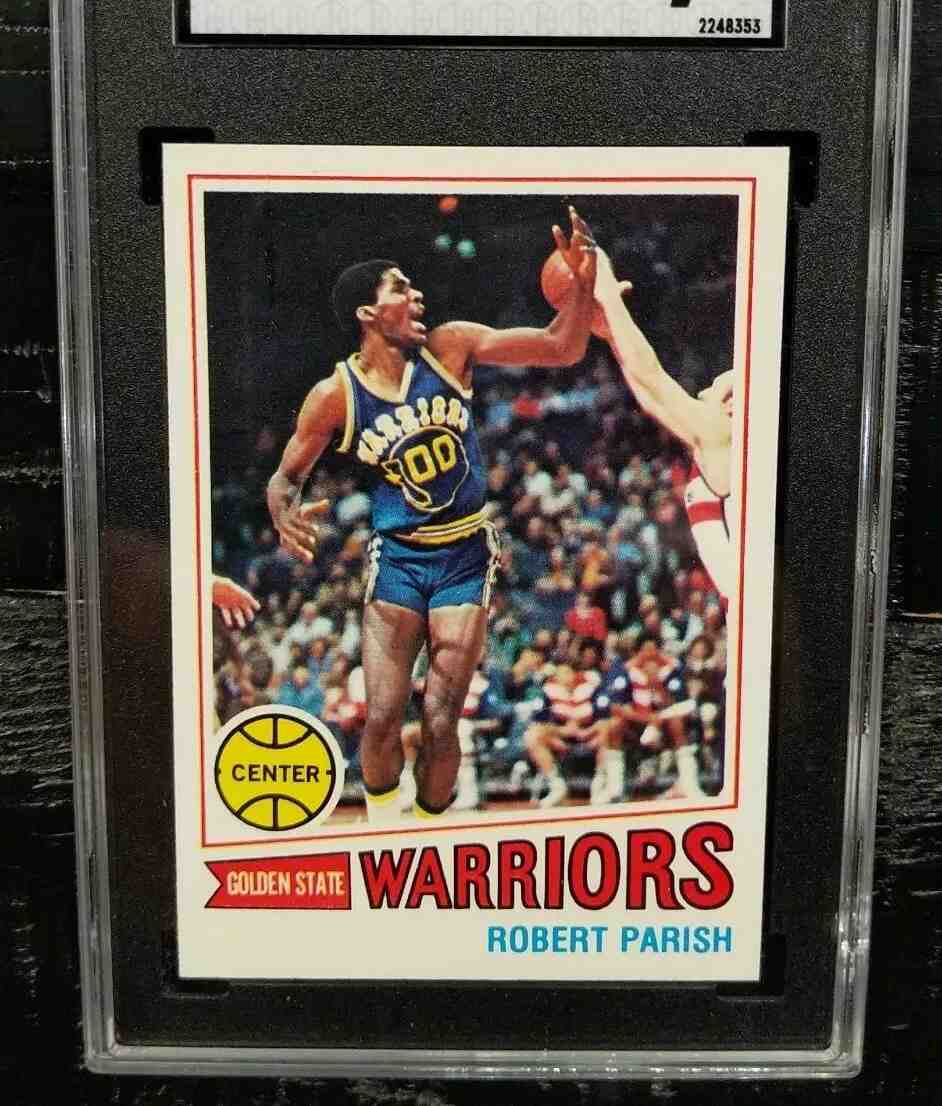 2248353
WARRIORS
00
CENTER
GOLDEN STATE
WARRIORS
ROBERT PARISH